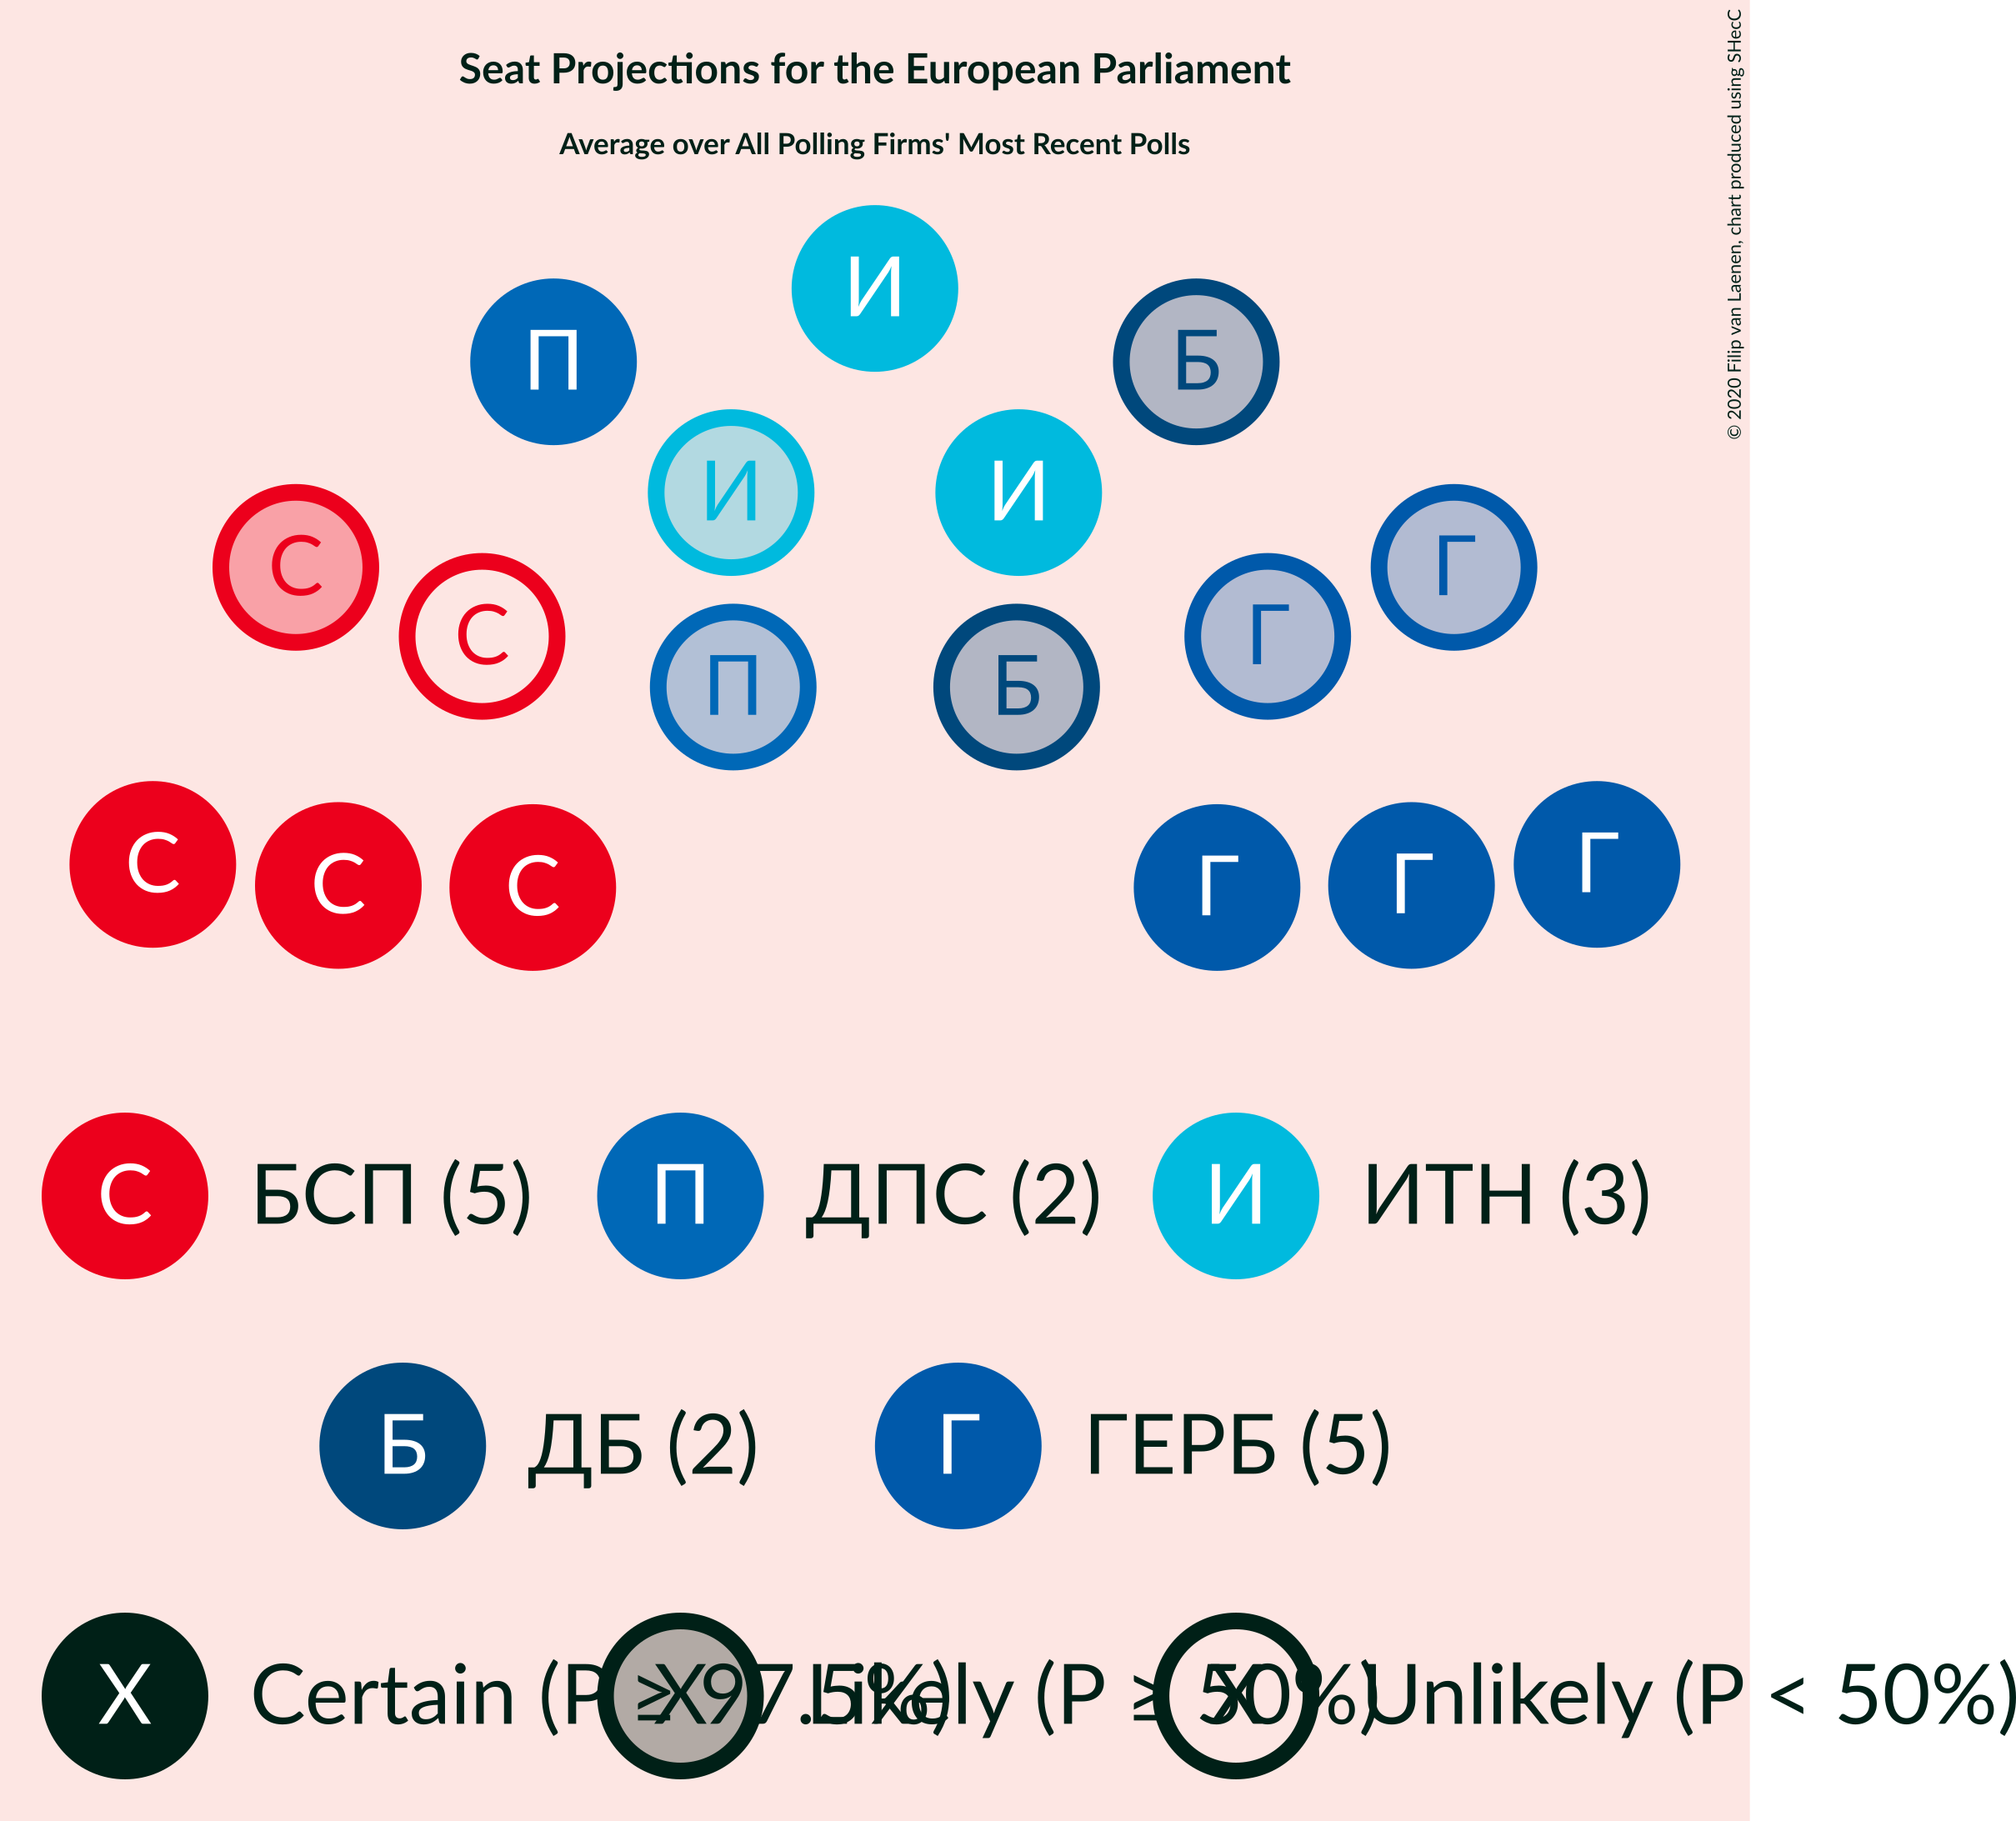 Seat Projections for the European Parliament
Average over All Polling Firms' Most Recent Polls
© 2020 Filip van Laenen, chart produced using SHecC
И
П Б
И И
С Г
С Г
П Б
С Г
С Г
С Г
С БСП (5) П ДПС (2) И ИТН (3)
Б ДБ (2) Г ГЕРБ (5)
X Certain (P ≥ 97.5%) X Likely (P ≥ 50%) X Unlikely (P < 50%)